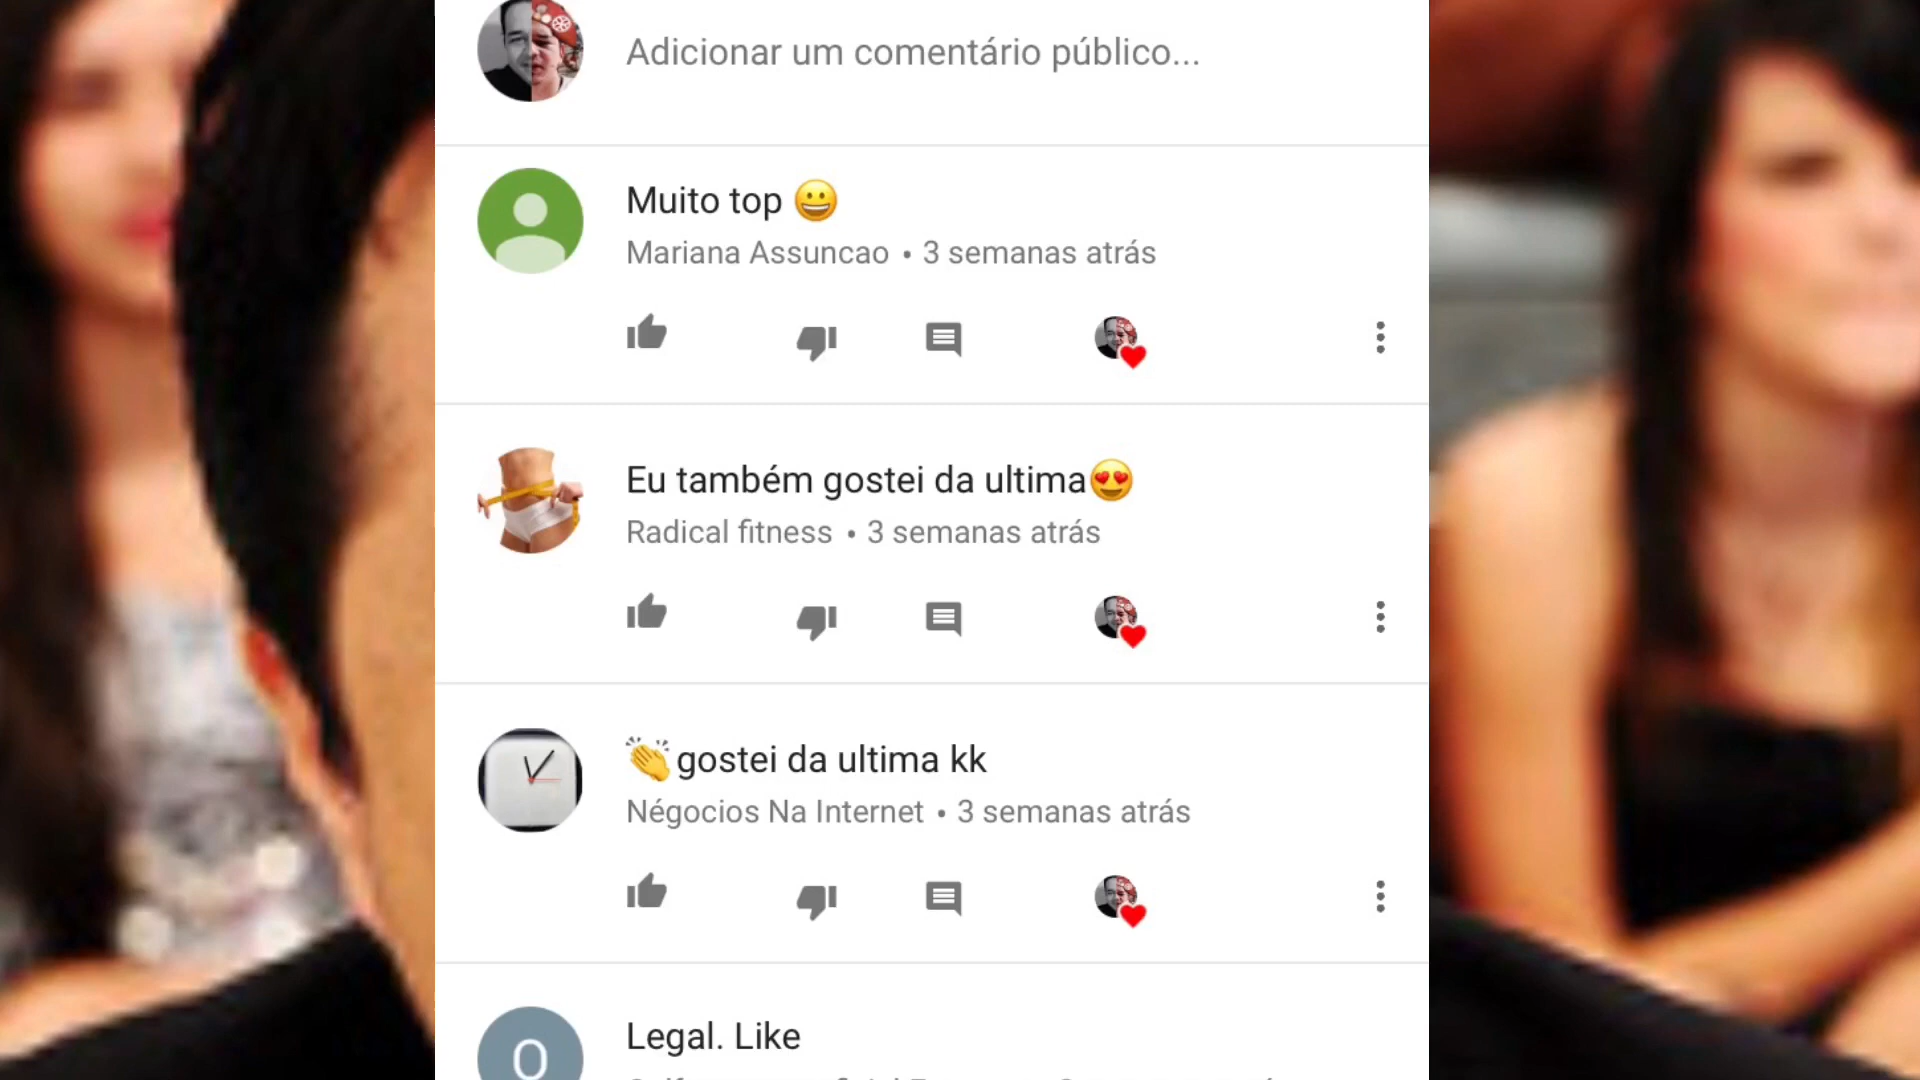 Adicionar um comentário público...
Muito top 😀
Mariana Assuncao • 3 semanas atrás
Eu também gostei da ultima😍
Radical fitness • 3 semanas atrás
👏gostei da ultima kk
Négocios Na Internet • 3 semanas atrás
O
Legal. Like